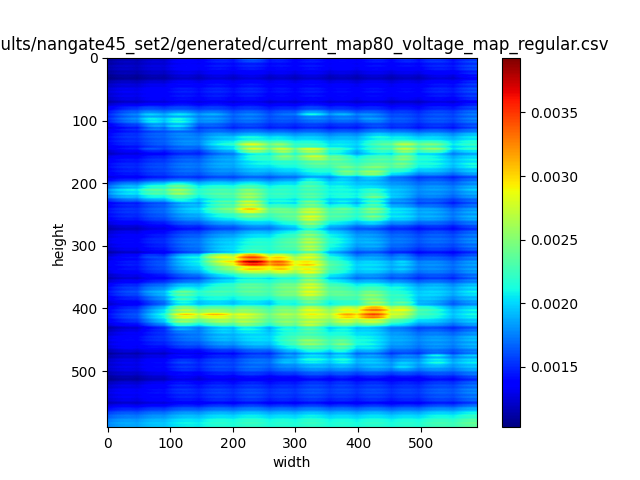 ults/nangate45_set2/generated/current_map80_voltage_map_regular.csv
0
100
200
300
400
500
height
0 100 200 300 400 500
width
0.0035
0.0030
0.0025
0.0020
0.0015